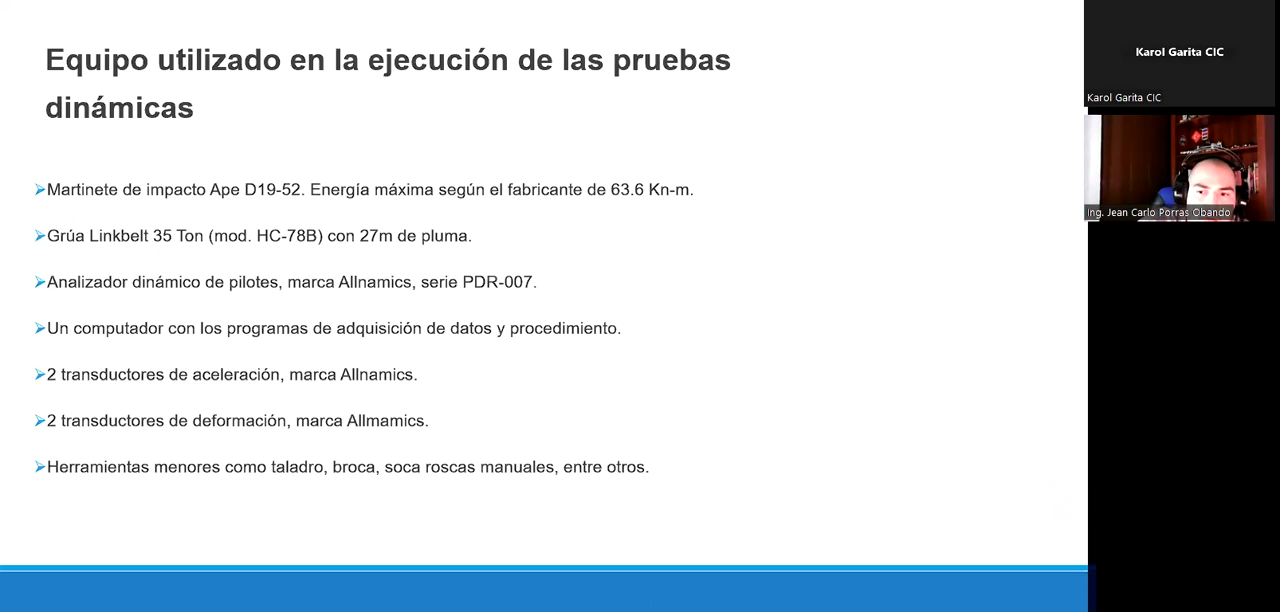 Equipo utilizado en la ejecución de las pruebas
dinámicas
Martinete de impacto Ape D19-52. Energía máxima según el fabricante de 63.6 Kn-m.
Grúa Linkbelt 35 Ton (mod. HC-78B) con 27m de pluma.
Analizador dinámico de pilotes, marca Allnamics, serie PDR-007.
Un computador con los programas de adquisición de datos y procedimiento.
2 transductores de aceleración, marca Allnamics.
2 transductores de deformación, marca Allmamics.
Herramientas menores como taladro, broca, soca roscas manuales, entre otros.
Karol Garita CIC
Karol Garita CIC
Ing. Jean Carlo Porras Obando